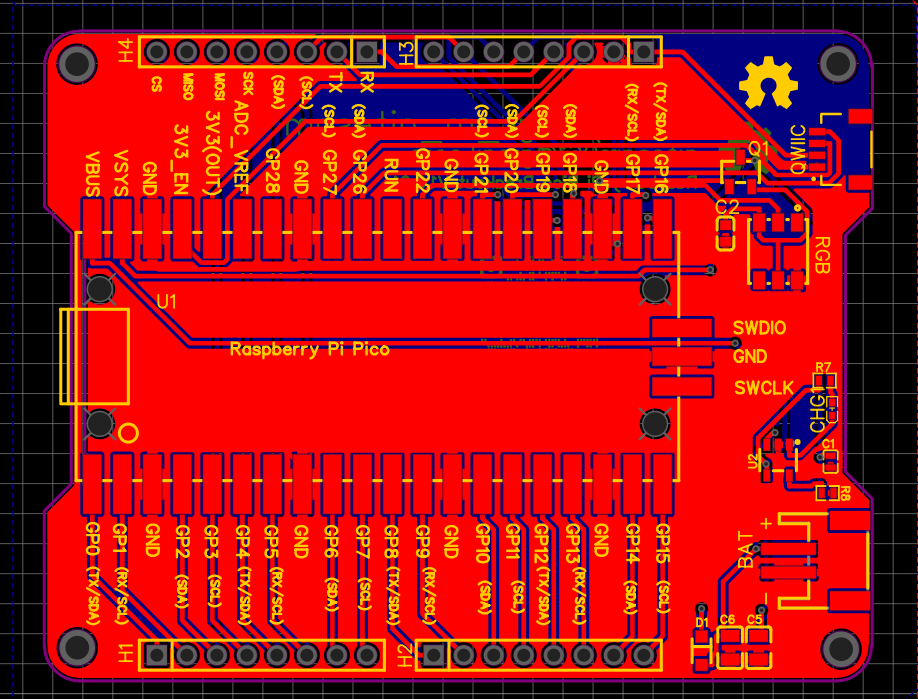 H4
H3
CS
MISO
MOSI
SCK
(SDA)
(SCL)
TX
RX
(SCL)
(SDA)
(SCL)
(SDA)
(SCL)
(SDA)
(RX/SCL)
(TX/SDA)
QWIIC
Q1
VBUS
VSYS
GND
3V3_EN
3V3(OUT)
ADC_VREF
GP28
GND
GP27
GP26
RUN
GP22
GND
GP21
GP20
GP19
GP18
GND
GP17
GP16
C2
RGB
U1
Raspberry Pi Pico
SWDIO
GND
SWCLK
R7
CHG
U2
C1
R8
GP0 (TX/SDA)
GP1 (RX/SCL)
GND
GP2 (SDA)
GP3 (SCL)
GP4 (TX/SDA)
GP5 (RX/SCL)
GND
GP6 (SDA)
GP7 (SCL)
GP8 (TX/SDA)
GP9 (RX/SCL)
GND
GP10 (SDA)
GP11 (SCL)
GP12 (TX/SDA)
GP13 (RX/SCL)
GND
GP14 (SDA)
GP15 (SCL)
BAT
+
-
D1
C6
C5
H1
H2